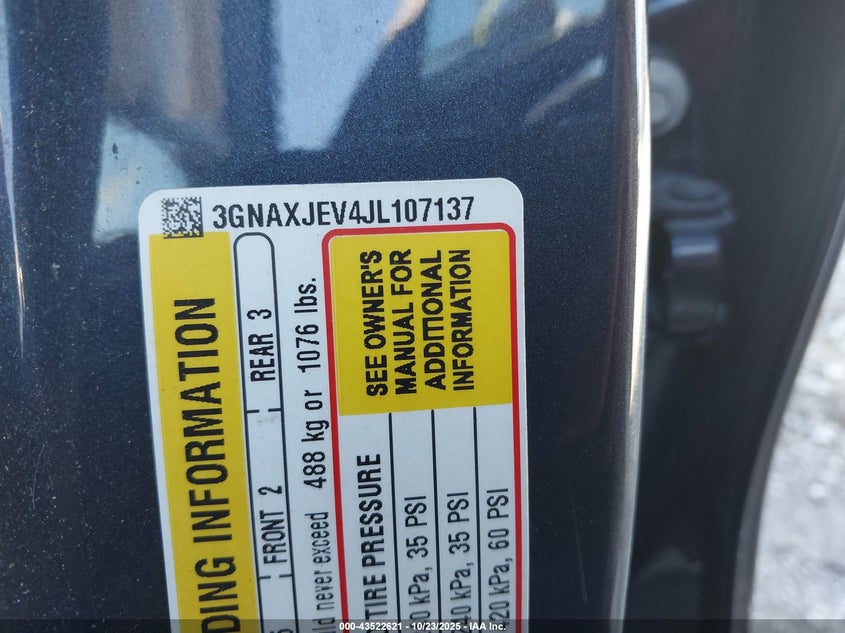 3GNAXJEV4JL107137
DING INFORMATION
FRONT 2 REAR 3
never exceed 488 kg or 1076 lbs.
TIRE PRESSURE
SEE OWNER'S
MANUAL FOR
ADDITIONAL
INFORMATION
0 kPa, 35 PSI
0 kPa, 35 PSI
20 kPa, 60 PSI
000-43522621 | 10/23/2025 | IAA Inc.